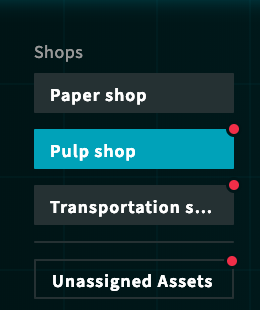 Shops
Paper shop
Pulp shop
Transportation s...
Unassigned Assets